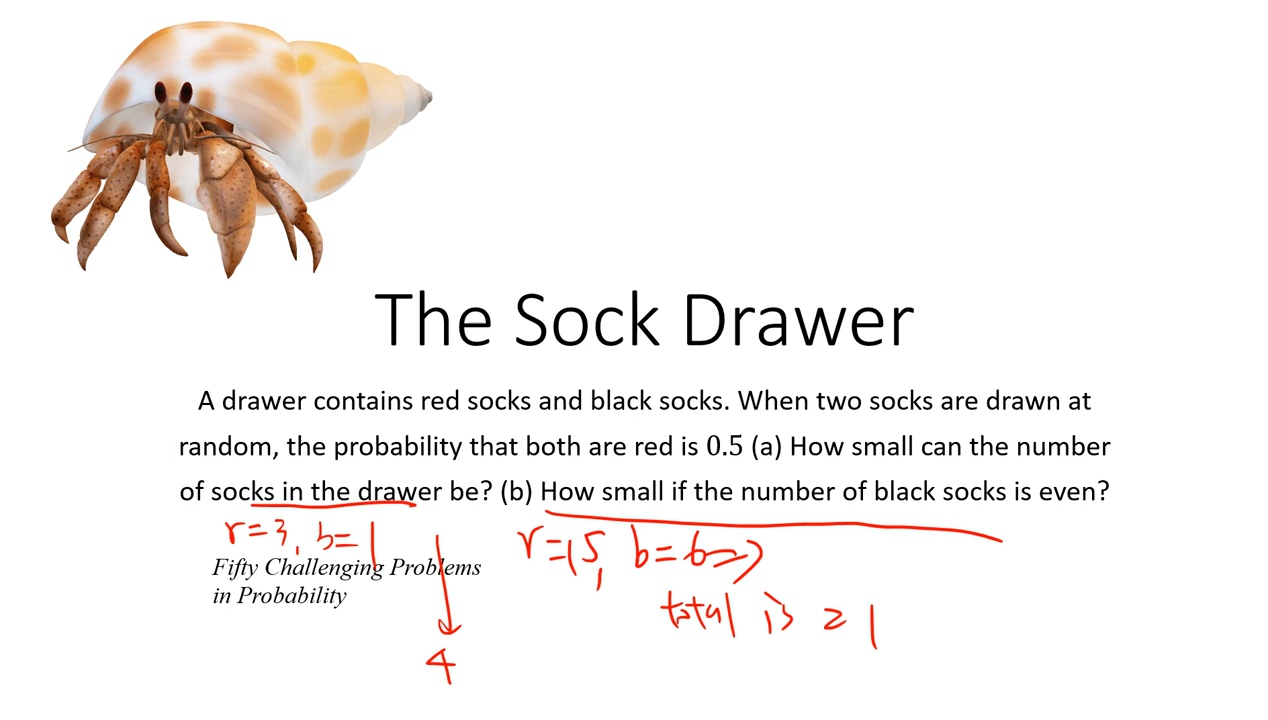 The Sock Drawer
A drawer contains red socks and black socks. When two socks are drawn at
random, the probability that both are red is 0.5 (a) How small can the number
of socks in the drawer be? (b) How small if the number of black socks is even?
r=3, b=1
r=15, b=6 =>
Fifty Challenging Problems
in Probability
total is 21
4